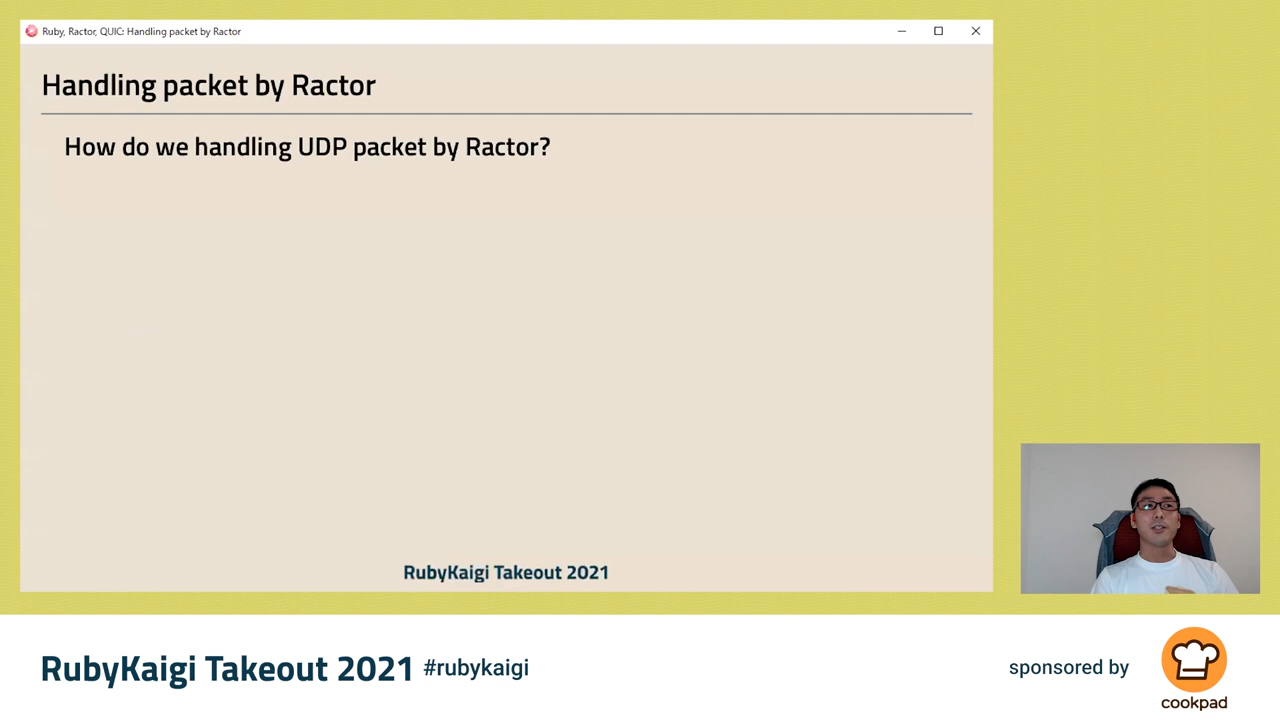 Ruby, Ractor, QUIC: Handling packet by Ractor
Handling packet by Ractor
How do we handling UDP packet by Ractor?
RubyKaigi Takeout 2021
RubyKaigi Takeout 2021 #rubykaigi
sponsored by
cookpad